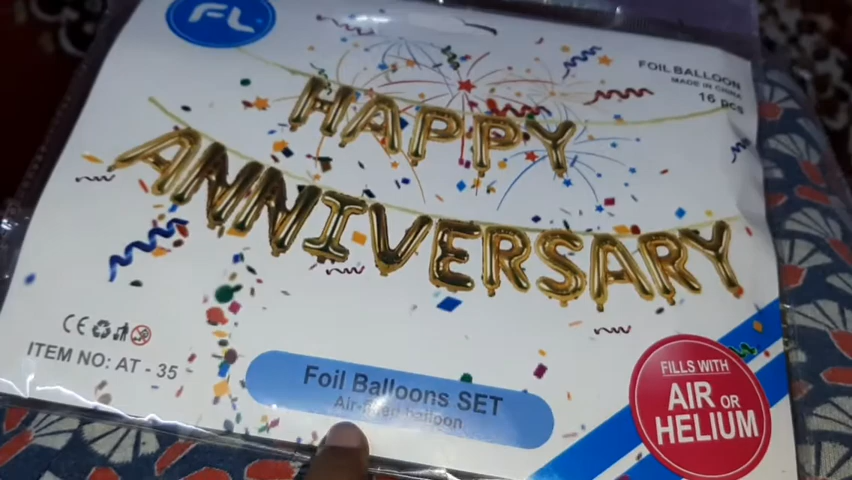 FL
FOIL BALLOON
MADE IN CHINA
16 pcs
HAPPY
ANNIVERSARY
CE
ITEM NO: AT - 35
Foil Balloons SET
Air-filled balloon
FILLS WITH
AIR OR
HELIUM